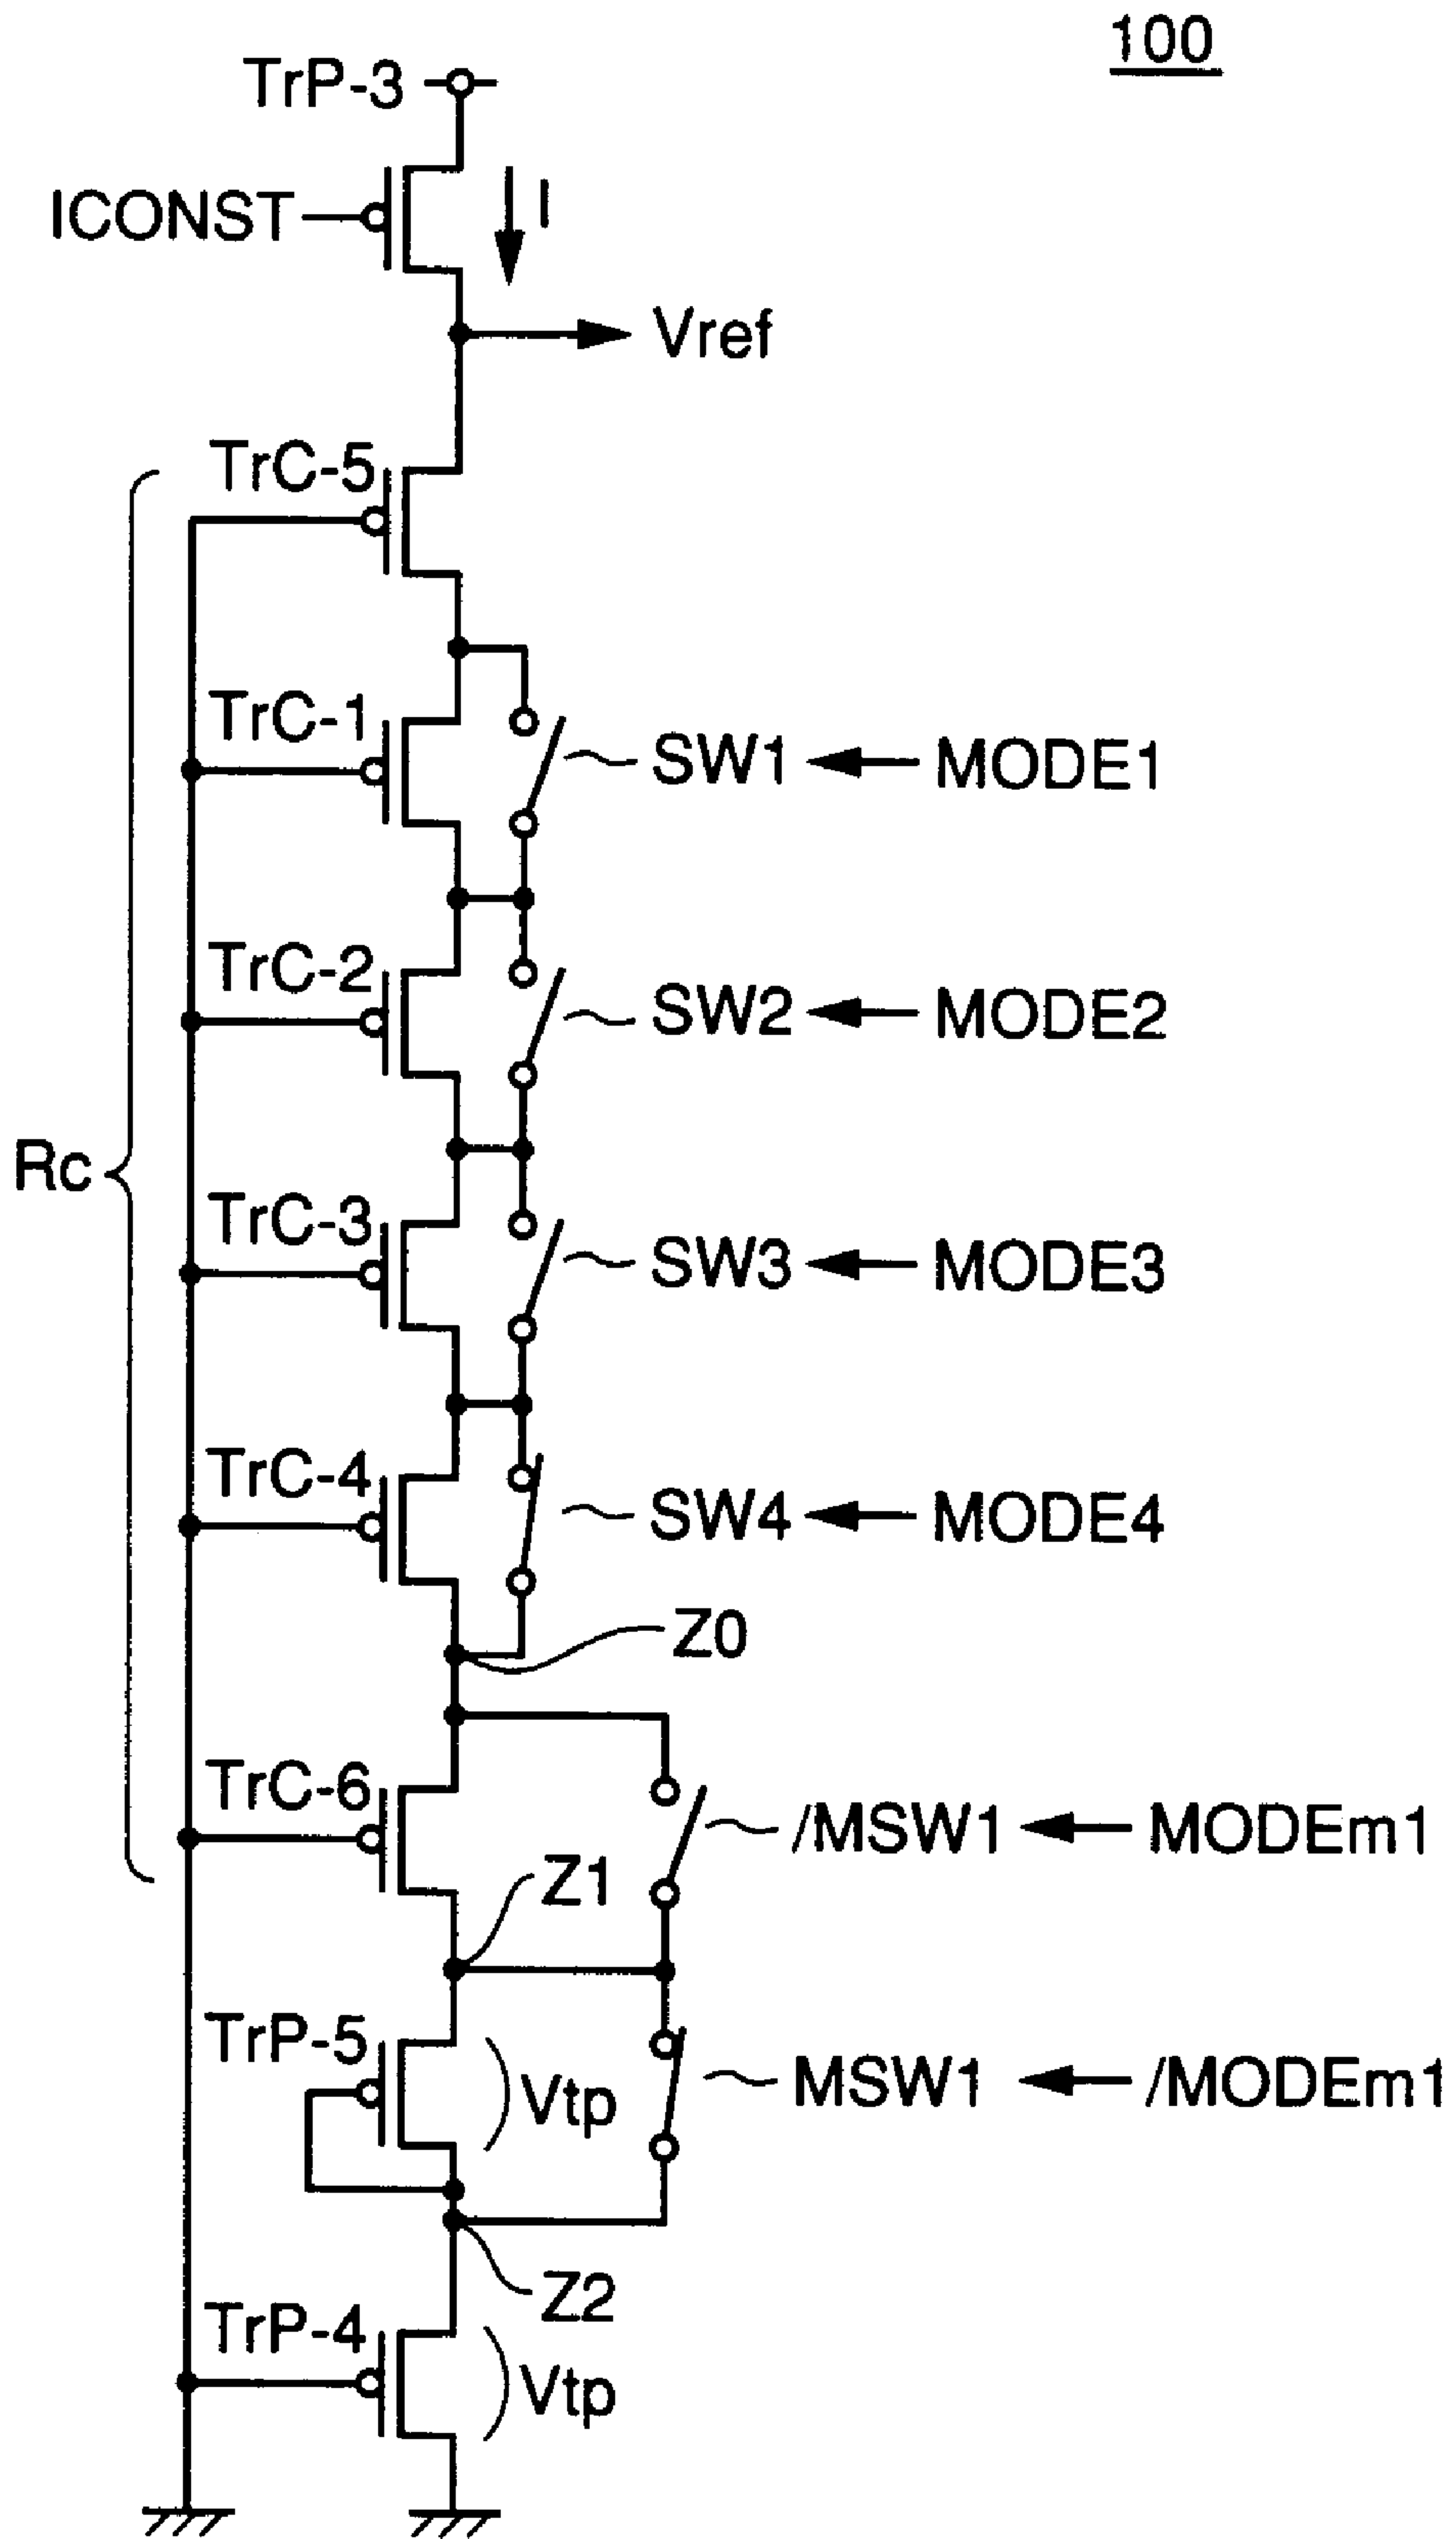 100
TrP-3
ICONST
I
Vref
TrC-5
TrC-1
SW1
MODE1
TrC-2
SW2
MODE2
Rc
TrC-3
SW3
MODE3
TrC-4
SW4
MODE4
Z0
TrC-6
/MSW1
MODEm1
Z1
TrP-5
Vtp
MSW1
/MODEm1
Z2
TrP-4
Vtp